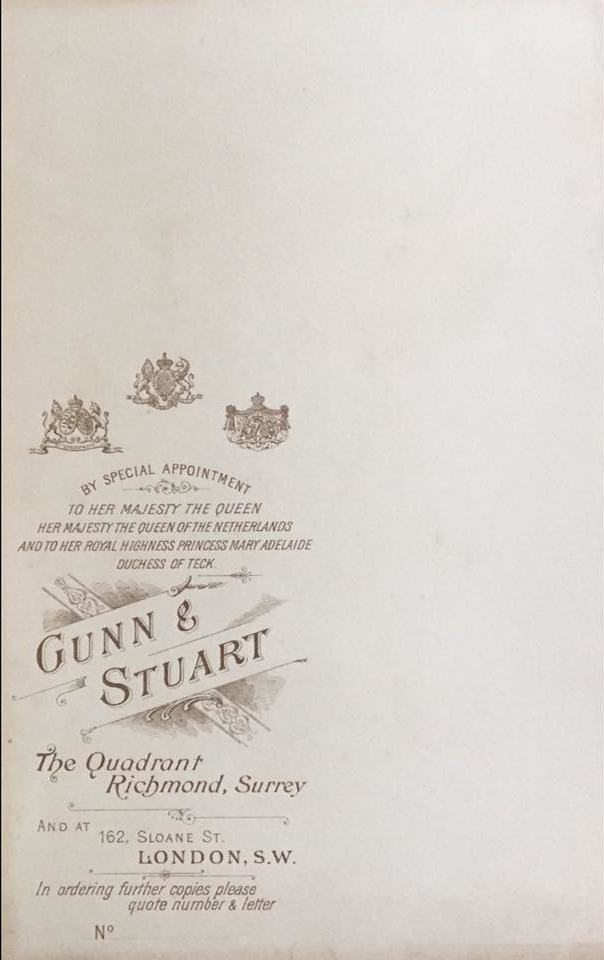 BY SPECIAL APPOINTMENT
TO HER MAJESTY THE QUEEN
HER MAJESTY THE QUEEN OF THE NETHERLANDS
AND TO HER ROYAL HIGHNESS PRINCESS MARY ADELAIDE
DUCHESS OF TECK
GUNN &
STUART
The Quadrant
Richmond, Surrey
AND AT
162, SLOANE ST.
LONDON, S.W.
In ordering further copies please
quote number & letter
Nº